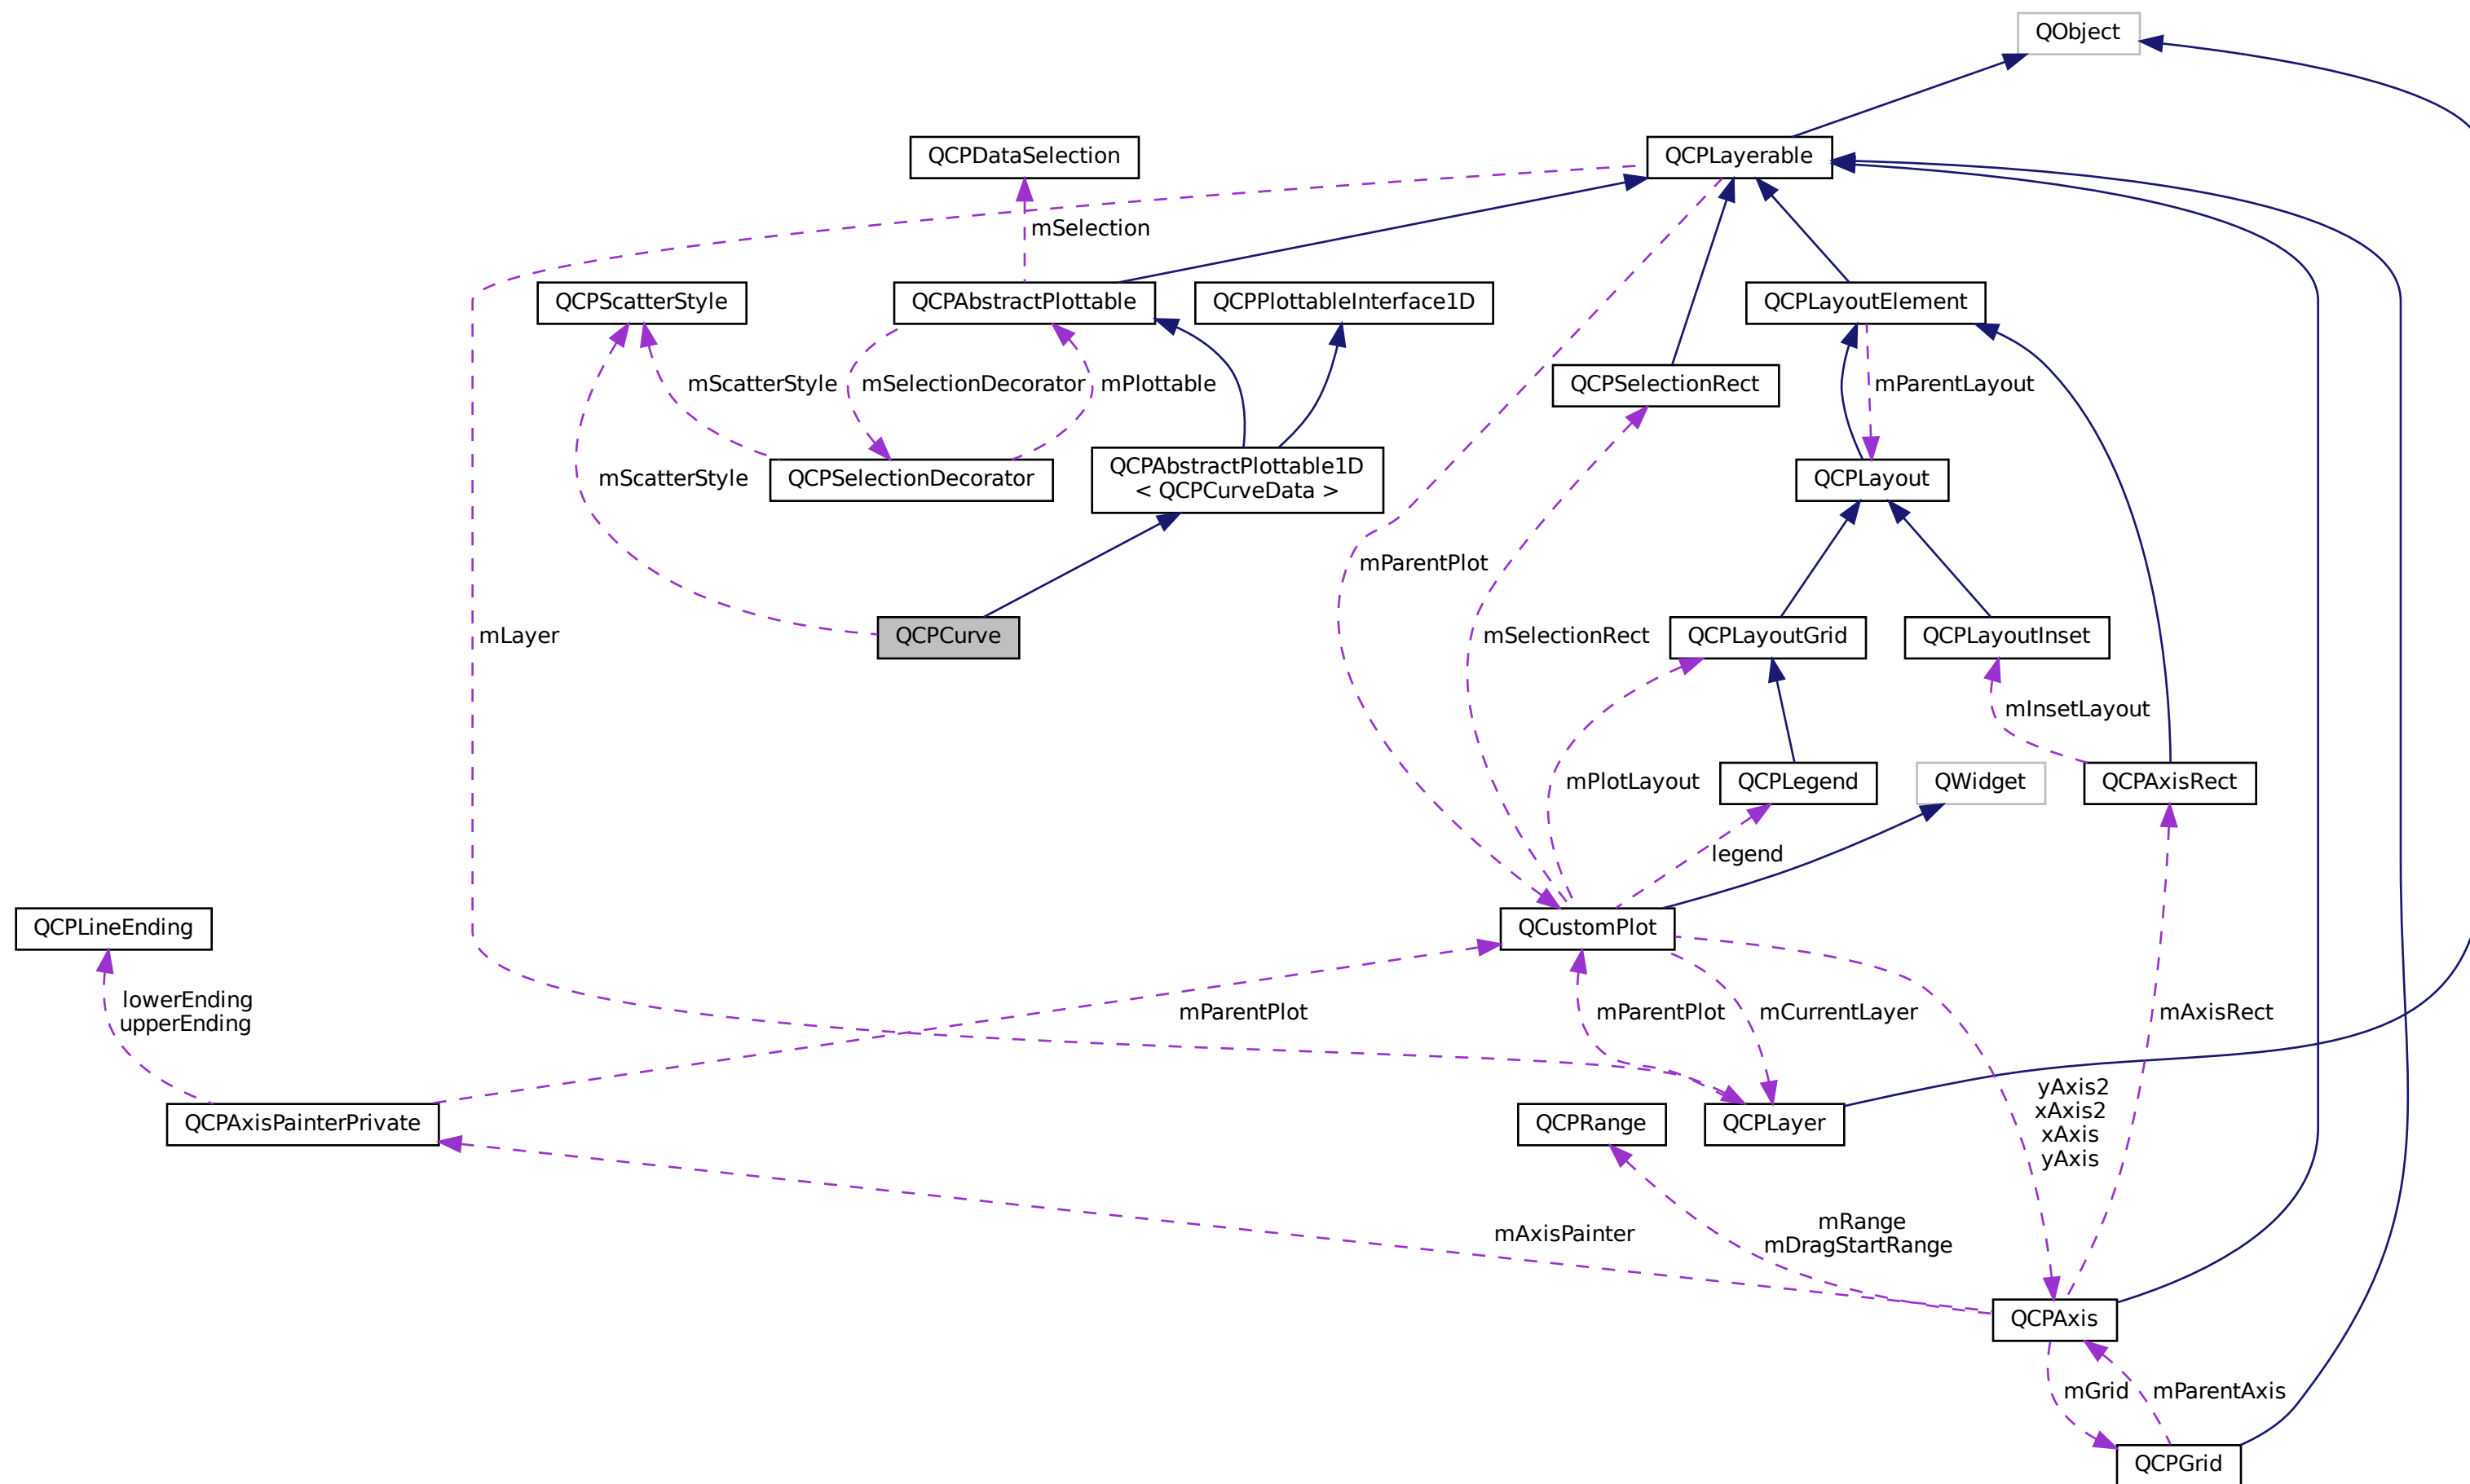 QObject
QCPDataSelection
QCPLayerable
mSelection
QCPScatterStyle
QCPAbstractPlottable
QCPPlottableInterface1D
QCPLayoutElement
mScatterStyle
mSelectionDecorator
mPlottable
QCPSelectionRect
mParentLayout
mScatterStyle
QCPSelectionDecorator
QCPAbstractPlottable1D
< QCPCurveData >
QCPLayout
mParentPlot
mLayer
QCPCurve
mSelectionRect
QCPLayoutGrid
QCPLayoutInset
mInsetLayout
mPlotLayout
QCPLegend
QWidget
QCPAxisRect
legend
QCPLineEnding
QCustomPlot
lowerEnding
upperEnding
mParentPlot
mParentPlot
mCurrentLayer
mAxisRect
QCPAxisPainterPrivate
QCPRange
QCPLayer
yAxis2
xAxis2
xAxis
yAxis
mAxisPainter
mRange
mDragStartRange
QCPAxis
mGrid
mParentAxis
QCPGrid